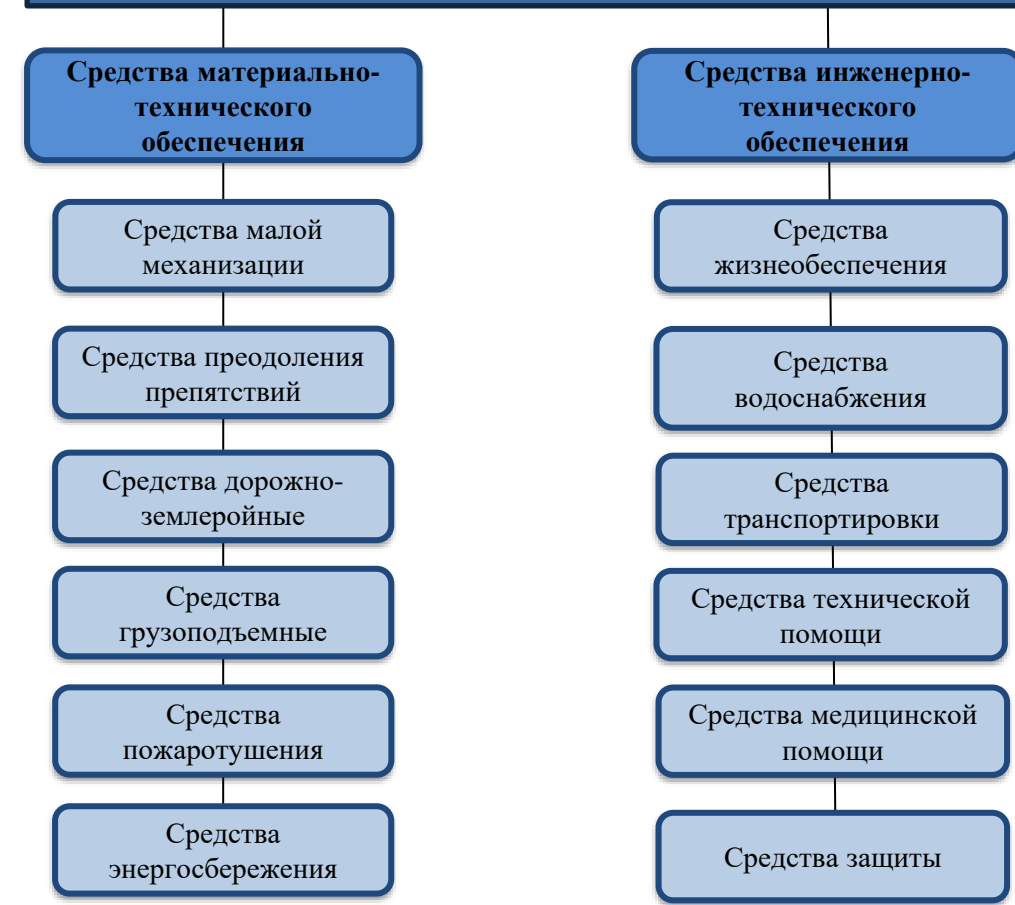 Средства материально-
технического
обеспечения
Средства малой
механизации
Средства преодоления
препятствий
Средства дорожно-
землеройные
Средства
грузоподъемные
Средства
пожаротушения
Средства
энергосбережения
Средства инженерно-
технического
обеспечения
Средства
жизнеобеспечения
Средства
водоснабжения
Средства
транспортировки
Средства технической
помощи
Средства медицинской
помощи
Средства защиты